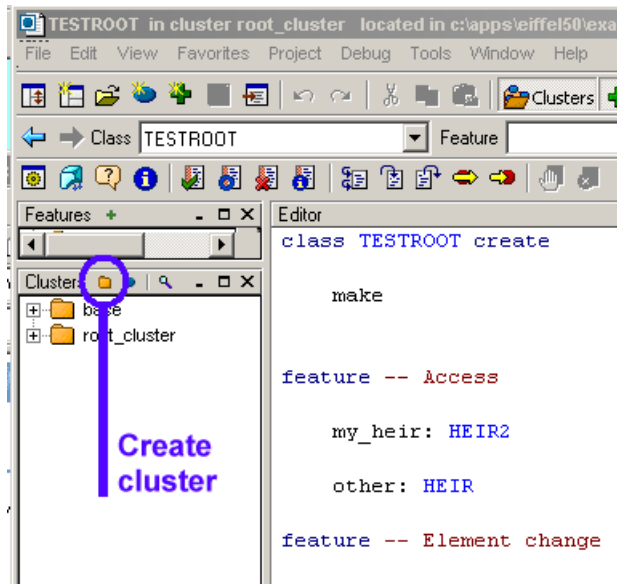 TESTROOT in cluster root_cluster located in c:\apps\eiffel50\exa
File Edit View Favorites Project Debug Tools Window Help
Clusters
Class TESTROOT Feature
Features
Editor
class TESTROOT create
Clusters
make
base
root_cluster
feature -- Access
my_heir: HEIR2
Create
cluster
other: HEIR
feature -- Element change